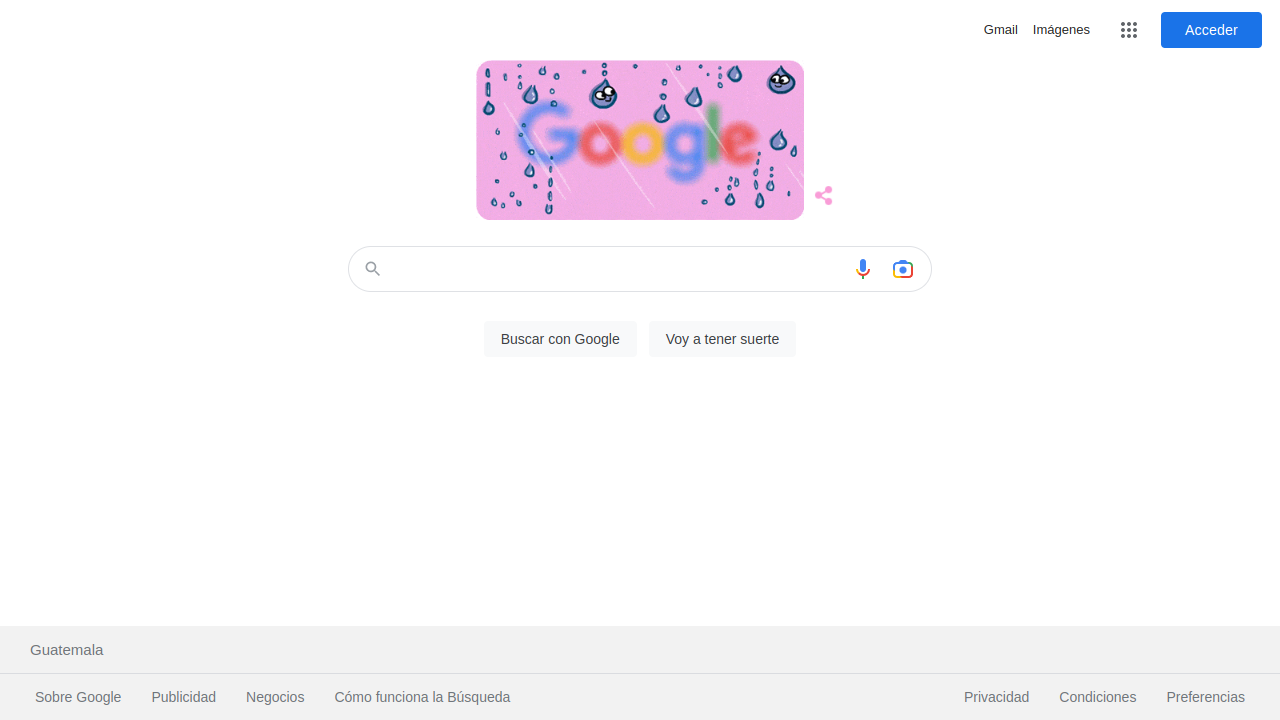 Gmail Imágenes Acceder
Google
Buscar con Google Voy a tener suerte
Guatemala
Sobre Google Publicidad Negocios Cómo funciona la Búsqueda Privacidad Condiciones Preferencias